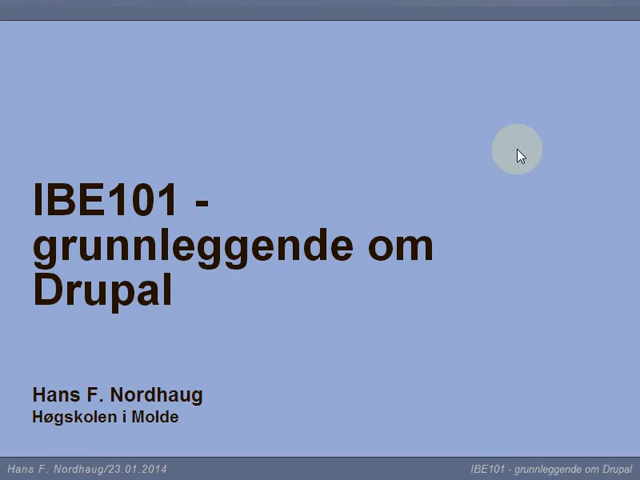 IBE101 -
grunnleggende om
Drupal
Hans F. Nordhaug
Høgskolen i Molde
Hans F. Nordhaug/23.01.2014
IBE101 - grunnleggende om Drupal